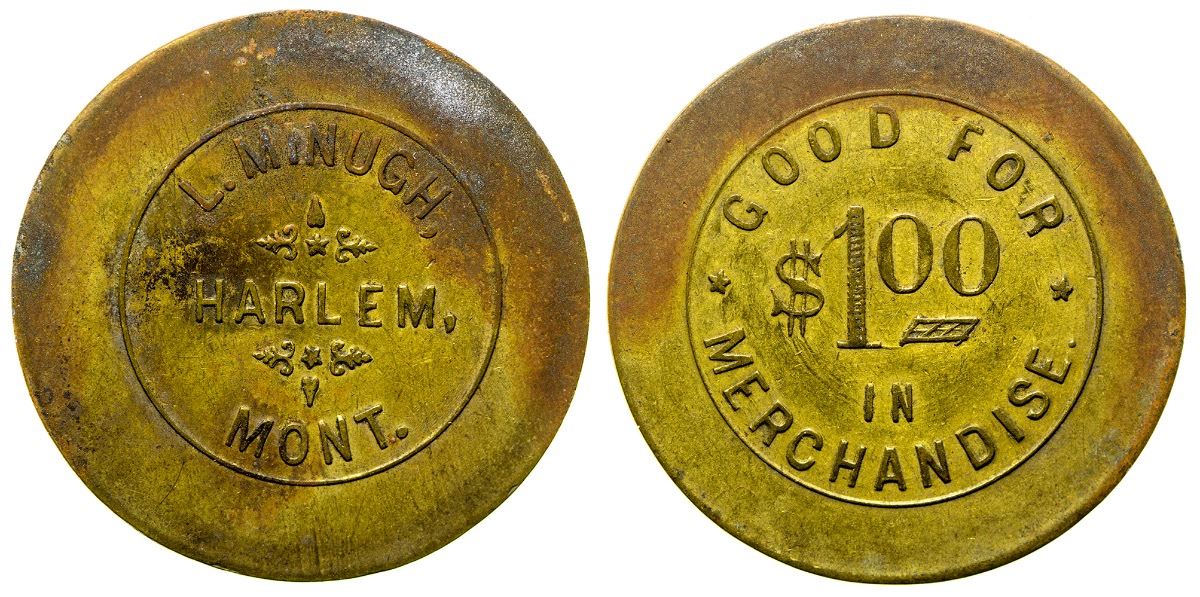 L. MINUGH,
HARLEM,
MONT.
GOOD FOR
$1.00
IN
MERCHANDISE.